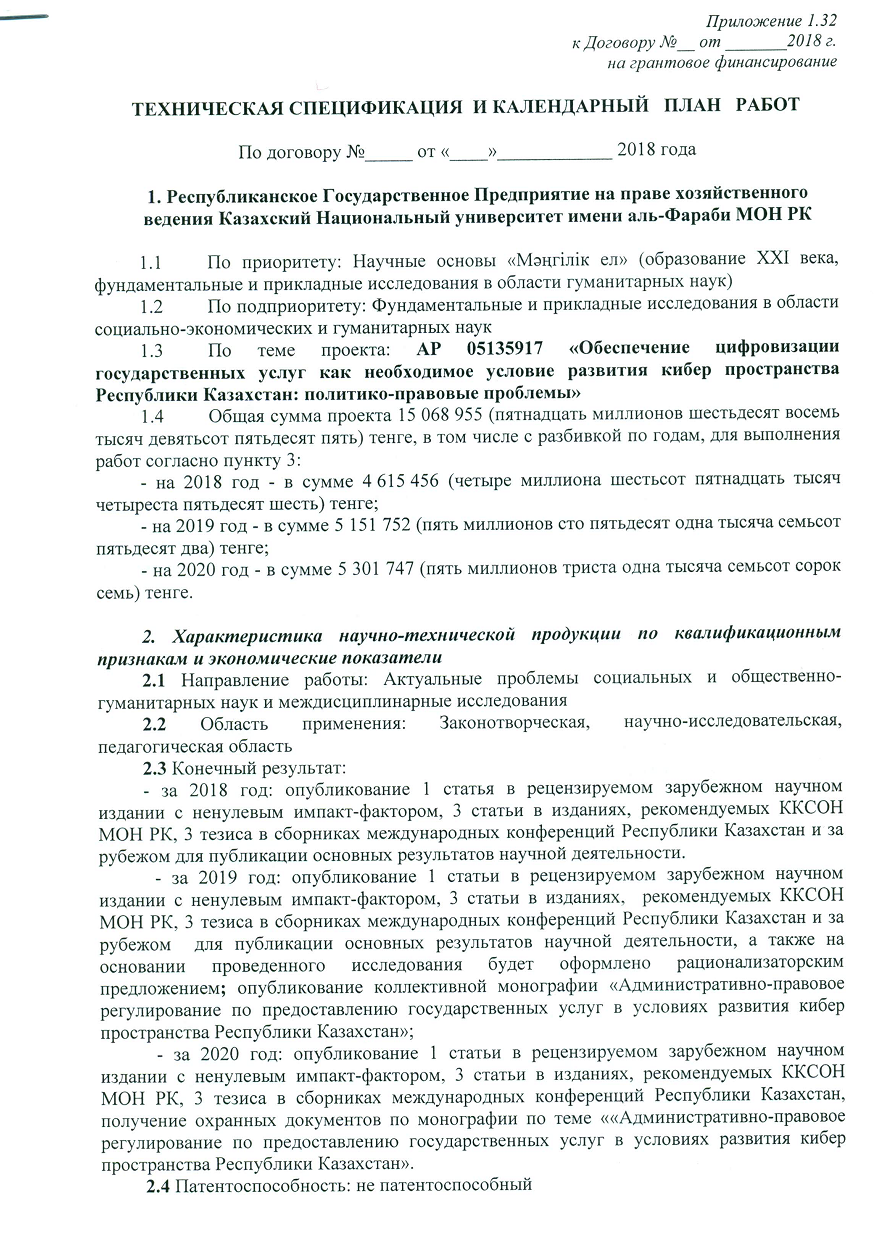 Приложение 1.32
к Договору №__ от _______2018 г.
на грантовое финансирование
ТЕХНИЧЕСКАЯ СПЕЦИФИКАЦИЯ И КАЛЕНДАРНЫЙ ПЛАН РАБОТ
По договору №_____ от «____»____________ 2018 года
1. Республиканское Государственное Предприятие на праве хозяйственного
ведения Казахский Национальный университет имени аль-Фараби МОН РК
1.1 По приоритету: Научные основы «Мәңгілік ел» (образование XXI века,
фундаментальные и прикладные исследования в области гуманитарных наук)
1.2 По подприоритету: Фундаментальные и прикладные исследования в области
социально-экономических и гуманитарных наук
1.3 По теме проекта: АР 05135917 «Обеспечение цифровизации
государственных услуг как необходимое условие развития кибер пространства
Республики Казахстан: политико-правовые проблемы»
1.4 Общая сумма проекта 15 068 955 (пятнадцать миллионов шестьдесят восемь
тысяч девятьсот пятьдесят пять) тенге, в том числе с разбивкой по годам, для выполнения
работ согласно пункту 3:
- на 2018 год - в сумме 4 615 456 (четыре миллиона шестьсот пятнадцать тысяч
четыреста пятьдесят шесть) тенге;
- на 2019 год - в сумме 5 151 752 (пять миллионов сто пятьдесят одна тысяча семьсот
пятьдесят два) тенге;
- на 2020 год - в сумме 5 301 747 (пять миллионов триста одна тысяча семьсот сорок
семь) тенге.
2. Характеристика научно-технической продукции по квалификационным
признакам и экономические показатели
2.1 Направление работы: Актуальные проблемы социальных и общественно-
гуманитарных наук и междисциплинарные исследования
2.2 Область применения: Законотворческая, научно-исследовательская,
педагогическая область
2.3 Конечный результат:
- за 2018 год: опубликование 1 статья в рецензируемом зарубежном научном
издании с ненулевым импакт-фактором, 3 статьи в изданиях, рекомендуемых ККСОН
МОН РК, 3 тезиса в сборниках международных конференций Республики Казахстан и за
рубежом для публикации основных результатов научной деятельности.
- за 2019 год: опубликование 1 статьи в рецензируемом зарубежном научном
издании с ненулевым импакт-фактором, 3 статьи в изданиях, рекомендуемых ККСОН
МОН РК, 3 тезиса в сборниках международных конференций Республики Казахстан и за
рубежом для публикации основных результатов научной деятельности, а также на
основании проведенного исследования будет оформлено рационализаторским
предложением; опубликование коллективной монографии «Административно-правовое
регулирование по предоставлению государственных услуг в условиях развития кибер
пространства Республики Казахстан»;
- за 2020 год: опубликование 1 статьи в рецензируемом зарубежном научном
издании с ненулевым импакт-фактором, 3 статьи в изданиях, рекомендуемых ККСОН
МОН РК, 3 тезиса в сборниках международных конференций Республики Казахстан,
получение охранных документов по монографии по теме ««Административно-правовое
регулирование по предоставлению государственных услуг в условиях развития кибер
пространства Республики Казахстан».
2.4 Патентоспособность: не патентоспособный